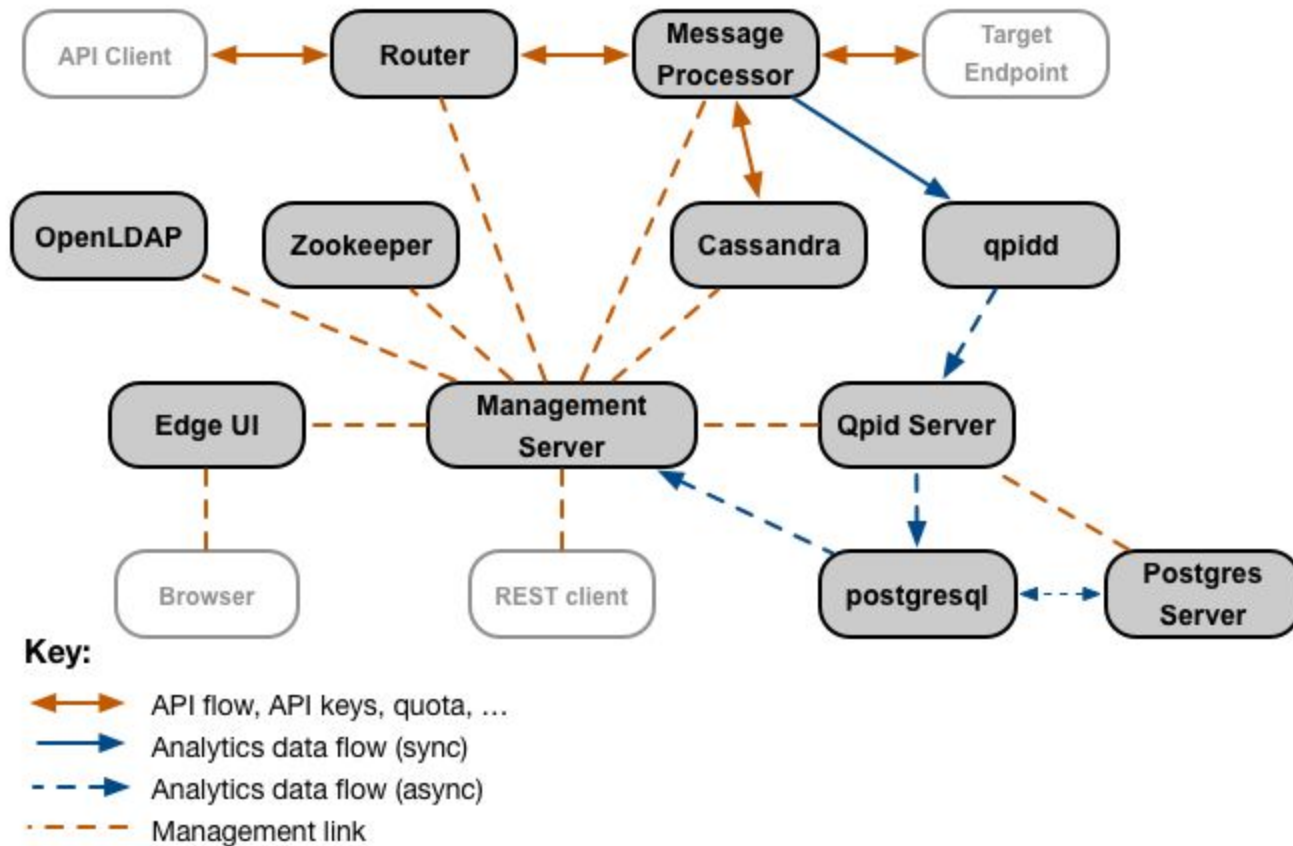 API Client
Router
Message
Processor
Target
Endpoint
OpenLDAP
Zookeeper
Cassandra
qpidd
Edge UI
Management
Server
Qpid Server
Browser
REST client
postgresql
Postgres
Server
Key:
API flow, API keys, quota, …
Analytics data flow (sync)
Analytics data flow (async)
Management link